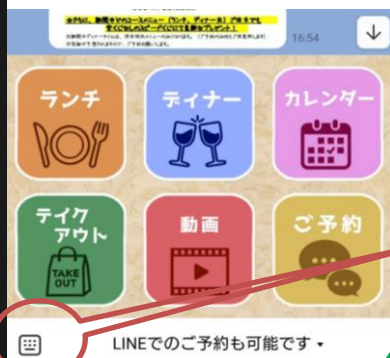 16:54
ランチ
ディナー
カレンダー
テイク
アウト
TAKE
OUT
動画
ご予約
LINEでのご予約も可能です